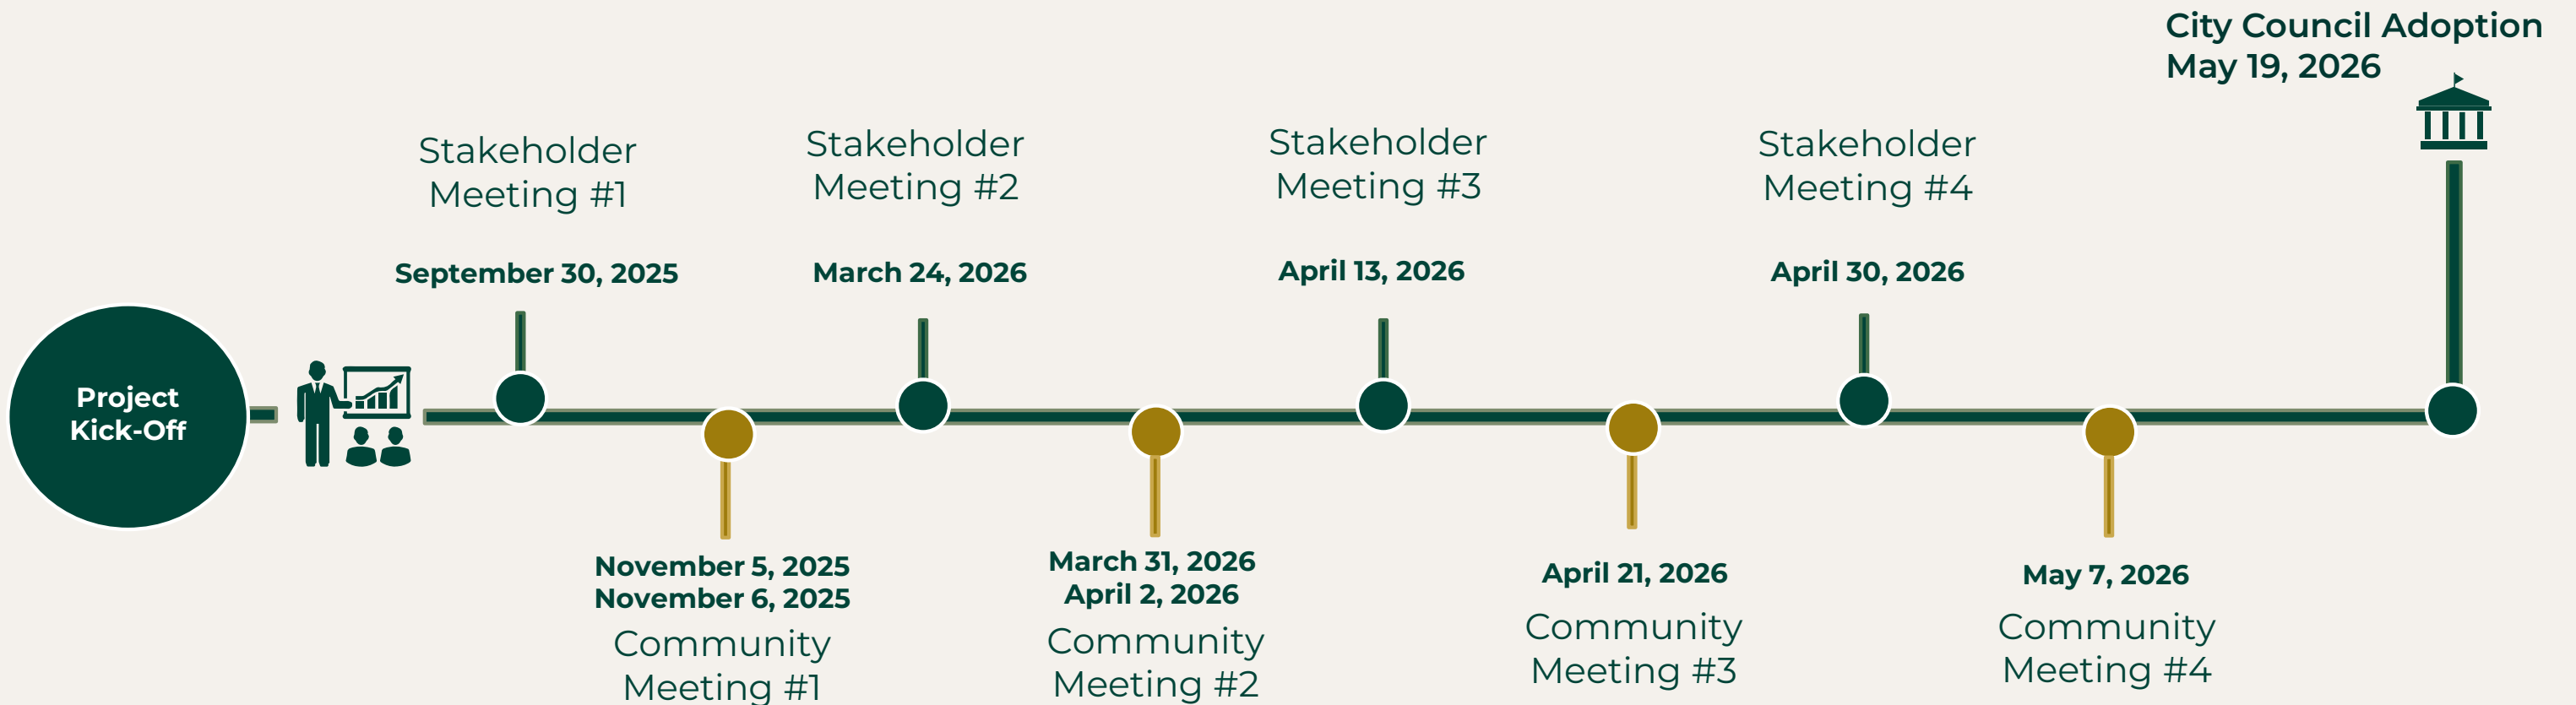 City Council Adoption
May 19, 2026
Stakeholder
Meeting #1
September 30, 2025
Stakeholder
Meeting #2
March 24, 2026
Stakeholder
Meeting #3
April 13, 2026
Stakeholder
Meeting #4
April 30, 2026
Project
Kick-Off
November 5, 2025
November 6, 2025
Community
Meeting #1
March 31, 2026
April 2, 2026
Community
Meeting #2
April 21, 2026
Community
Meeting #3
May 7, 2026
Community
Meeting #4